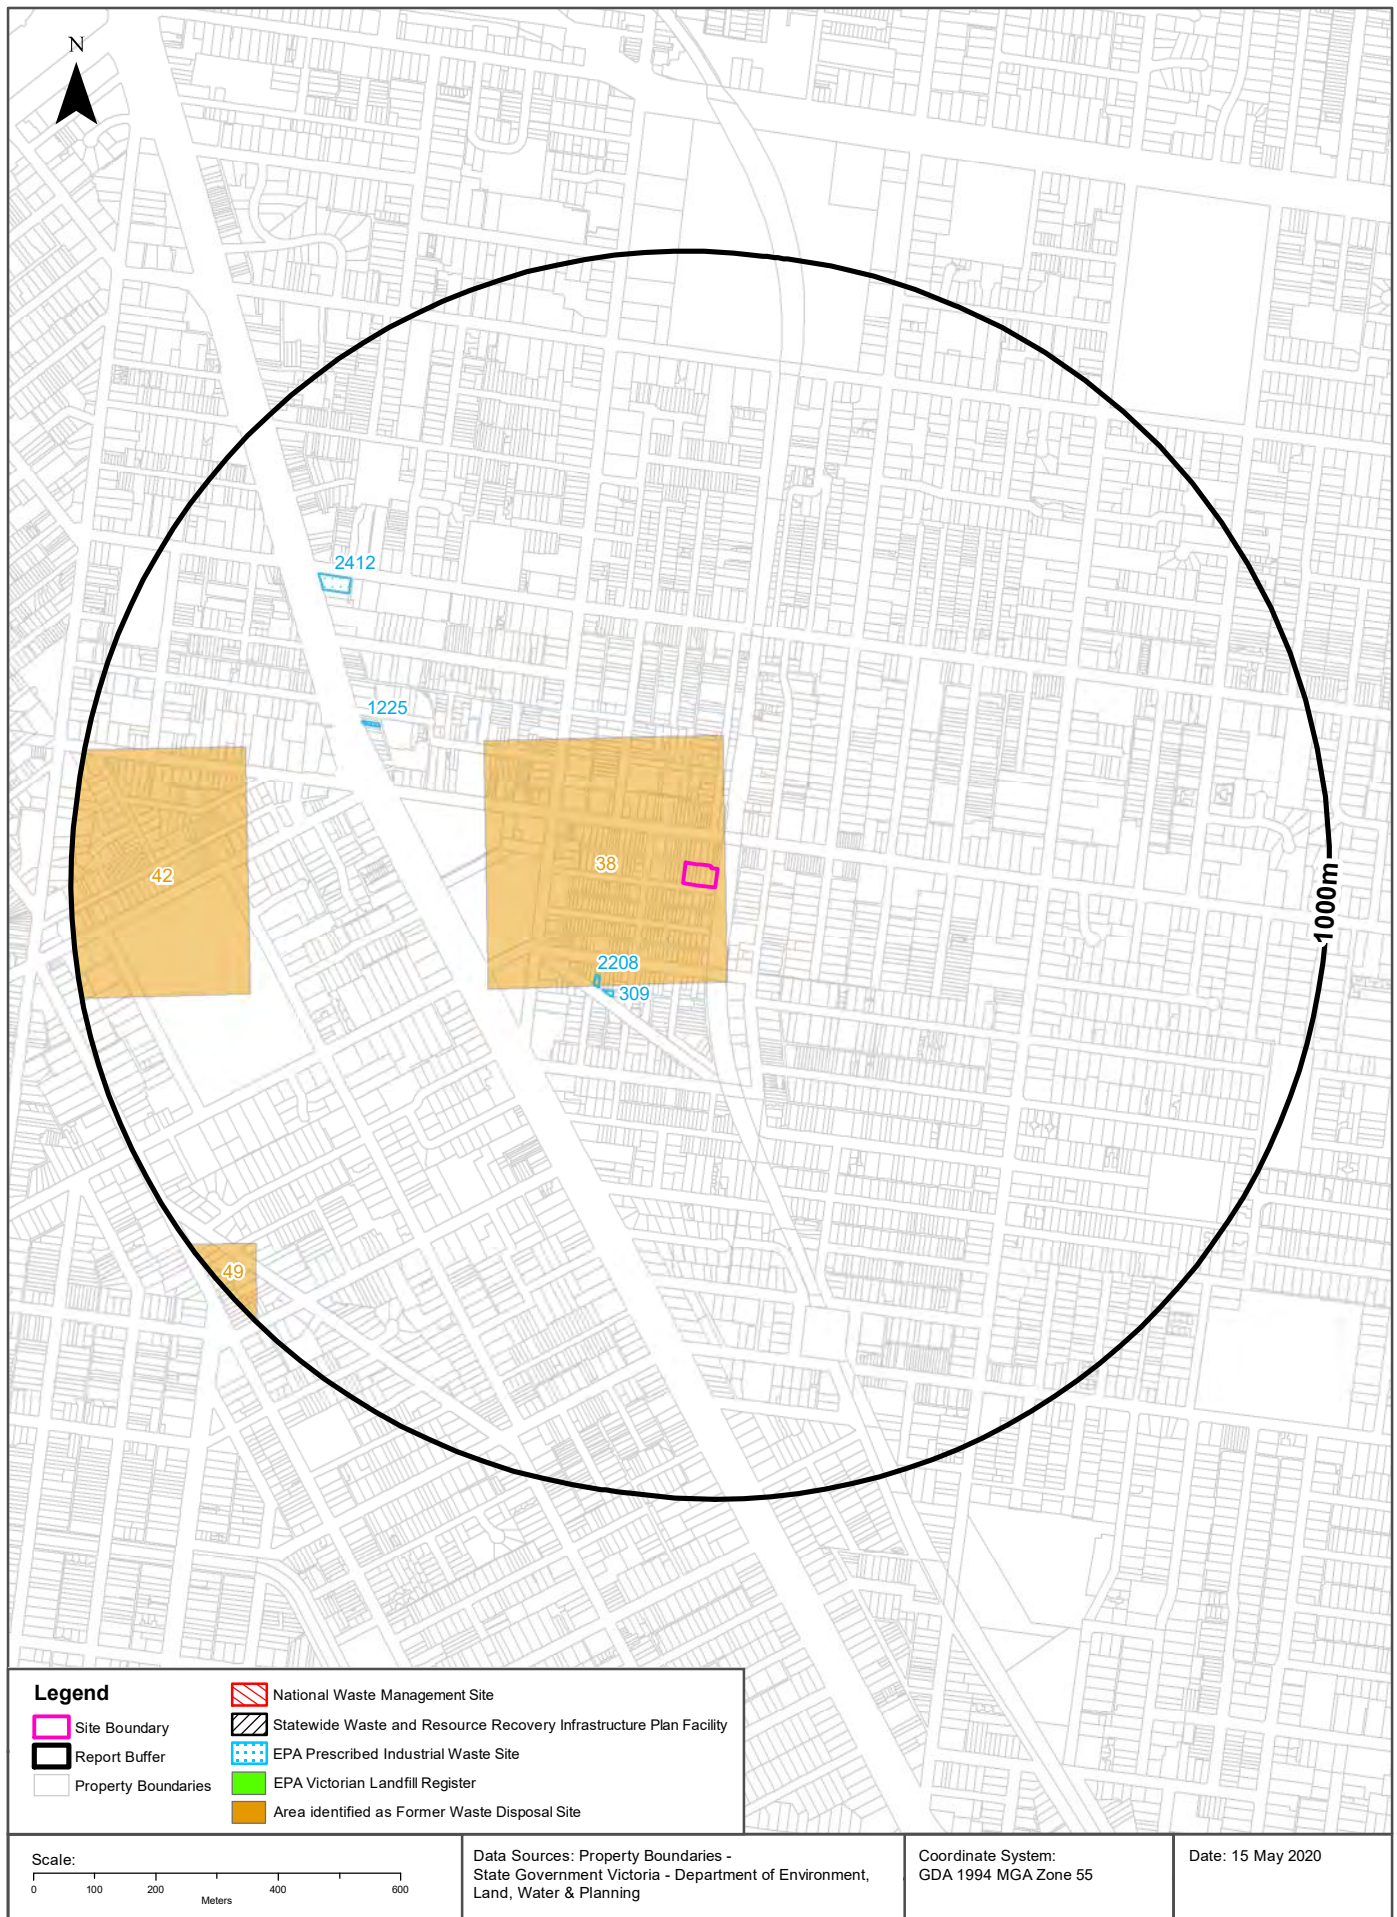 N
2412
1225
38
42
1000m
2208
309
49
Legend
Site Boundary
Report Buffer
Property Boundaries
National Waste Management Site
Statewide Waste and Resource Recovery Infrastructure Plan Facility
EPA Prescribed Industrial Waste Site
EPA Victorian Landfill Register
Area identified as Former Waste Disposal Site
Scale:
0 100 200 400 600
Meters
Data Sources: Property Boundaries -
State Government Victoria - Department of Environment,
Land, Water & Planning
Coordinate System:
GDA 1994 MGA Zone 55
Date: 15 May 2020